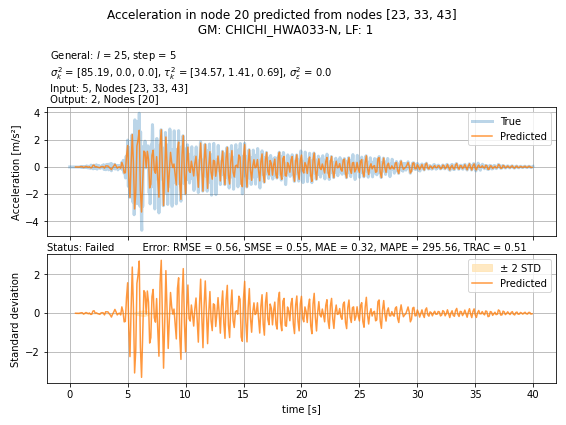 Acceleration in node 20 predicted from nodes [23, 33, 43]
GM: CHICHI_HWA033-N, LF: 1
General: l = 25, step = 5
σ²ₖ = [85.19, 0.0, 0.0], τ²ₖ = [34.57, 1.41, 0.69], σ²ε = 0.0
Input: 5, Nodes [23, 33, 43]
Output: 2, Nodes [20]
Acceleration [m/s²]
4
2
0
−2
−4
True
Predicted
Status: Failed Error: RMSE = 0.56, SMSE = 0.55, MAE = 0.32, MAPE = 295.56, TRAC = 0.51
Standard deviation
2
0
−2
± 2 STD
Predicted
0 5 10 15 20 25 30 35 40
time [s]